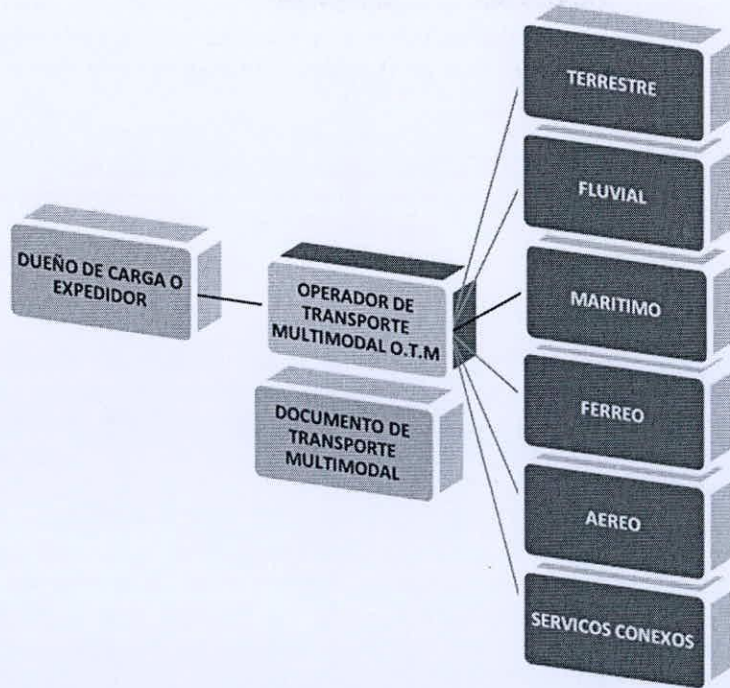 DUEÑO DE CARGA O
EXPEDIDOR
OPERADOR DE
TRANSPORTE
MULTIMODAL O.T.M
DOCUMENTO DE
TRANSPORTE
MULTIMODAL
TERRESTRE
FLUVIAL
MARITIMO
FERREO
AEREO
SERVICOS CONEXOS